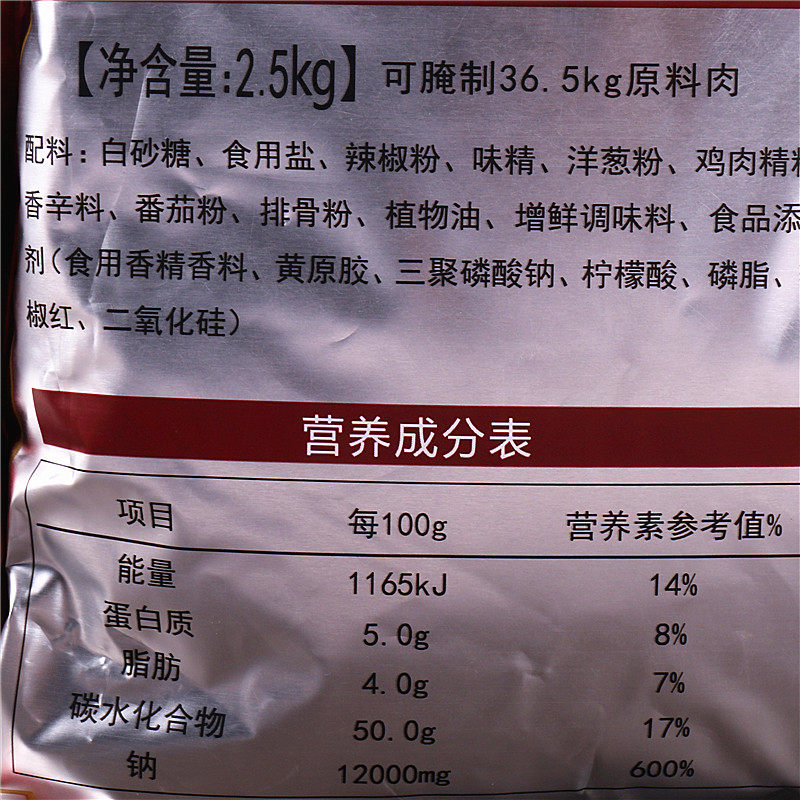 【净含量:2.5kg】可腌制36.5kg原料肉
配料:白砂糖、食用盐、辣椒粉、味精、洋葱粉、鸡肉精粉
香辛料、番茄粉、排骨粉、植物油、增鲜调味料、食品添
剂(食用香精香料、黄原胶、三聚磷酸钠、柠檬酸、磷脂、
椒红、二氧化硅)
营养成分表
项目 每100g 营养素参考值%
能量 1165kJ 14%
蛋白质 5.0g 8%
脂肪 4.0g 7%
碳水化合物 50.0g 17%
钠 12000mg 600%